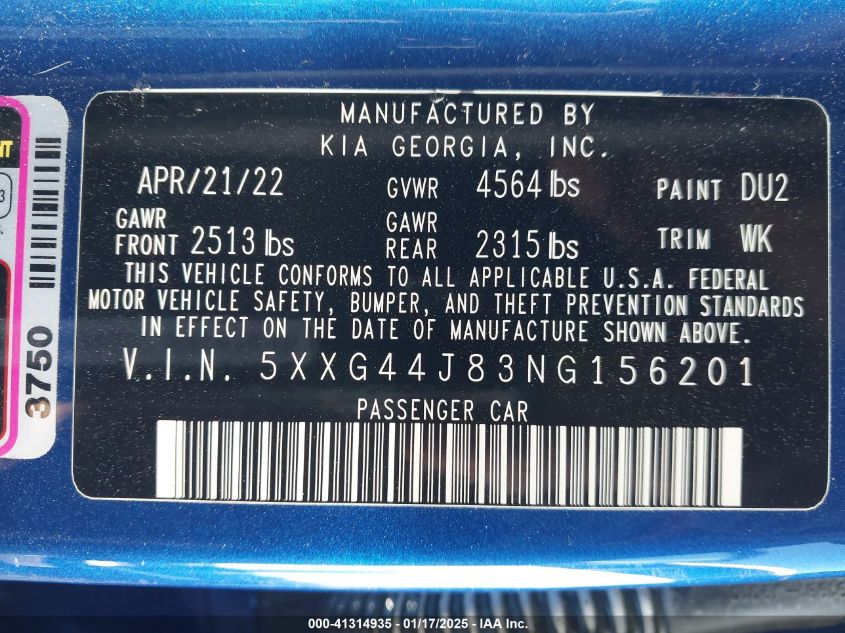 MANUFACTURED BY
KIA GEORGIA, INC.
APR/21/22 GVWR 4564 lbs PAINT DU2
GAWR FRONT 2513 lbs GAWR REAR 2315 lbs TRIM WK
THIS VEHICLE CONFORMS TO ALL APPLICABLE U.S.A. FEDERAL
MOTOR VEHICLE SAFETY, BUMPER, AND THEFT PREVENTION STANDARDS
IN EFFECT ON THE DATE OF MANUFACTURE SHOWN ABOVE.
V.I.N. 5XXG44J83NG156201
PASSENGER CAR
3750
000-41314935 - 01/17/2025 - IAA Inc.